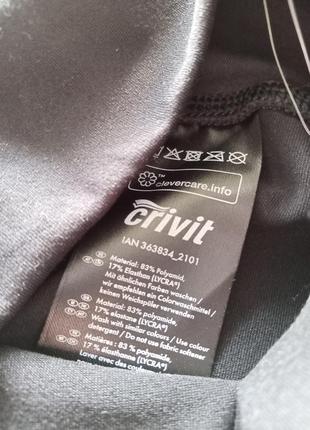 ™
clevercare.info
crivit
IAN 363834_2101
Material: 83% Polyamid,
17% Elasthan (LYCRA®)
Mit ähnlichen Farben waschen /
wir empfehlen ein Colorwaschmittel /
keinen Weichspüler verwenden
Material: 83% polyamide,
17% elastane (LYCRA®)
Wash with similar colours / Use colour
detergent / Do not use fabric softener
Matières : 83 % polyamide,
17 % élasthanne (LYCRA®)
Laver avec des